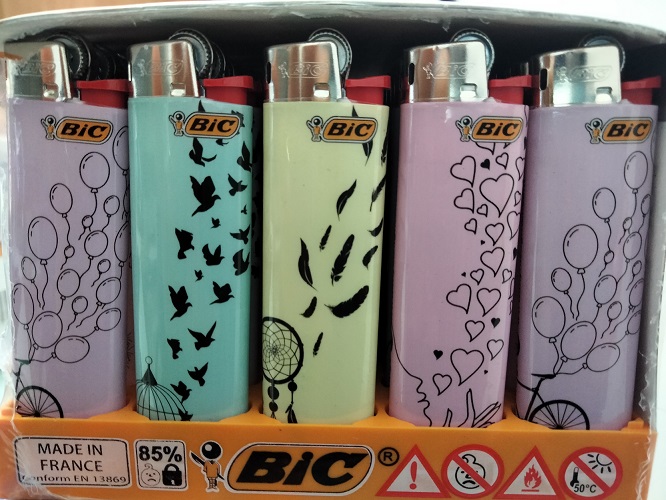 BiC
BiC
BiC
BiC
BiC
MADE IN
FRANCE
Conform EN 13869
85%
BiC®
50°C